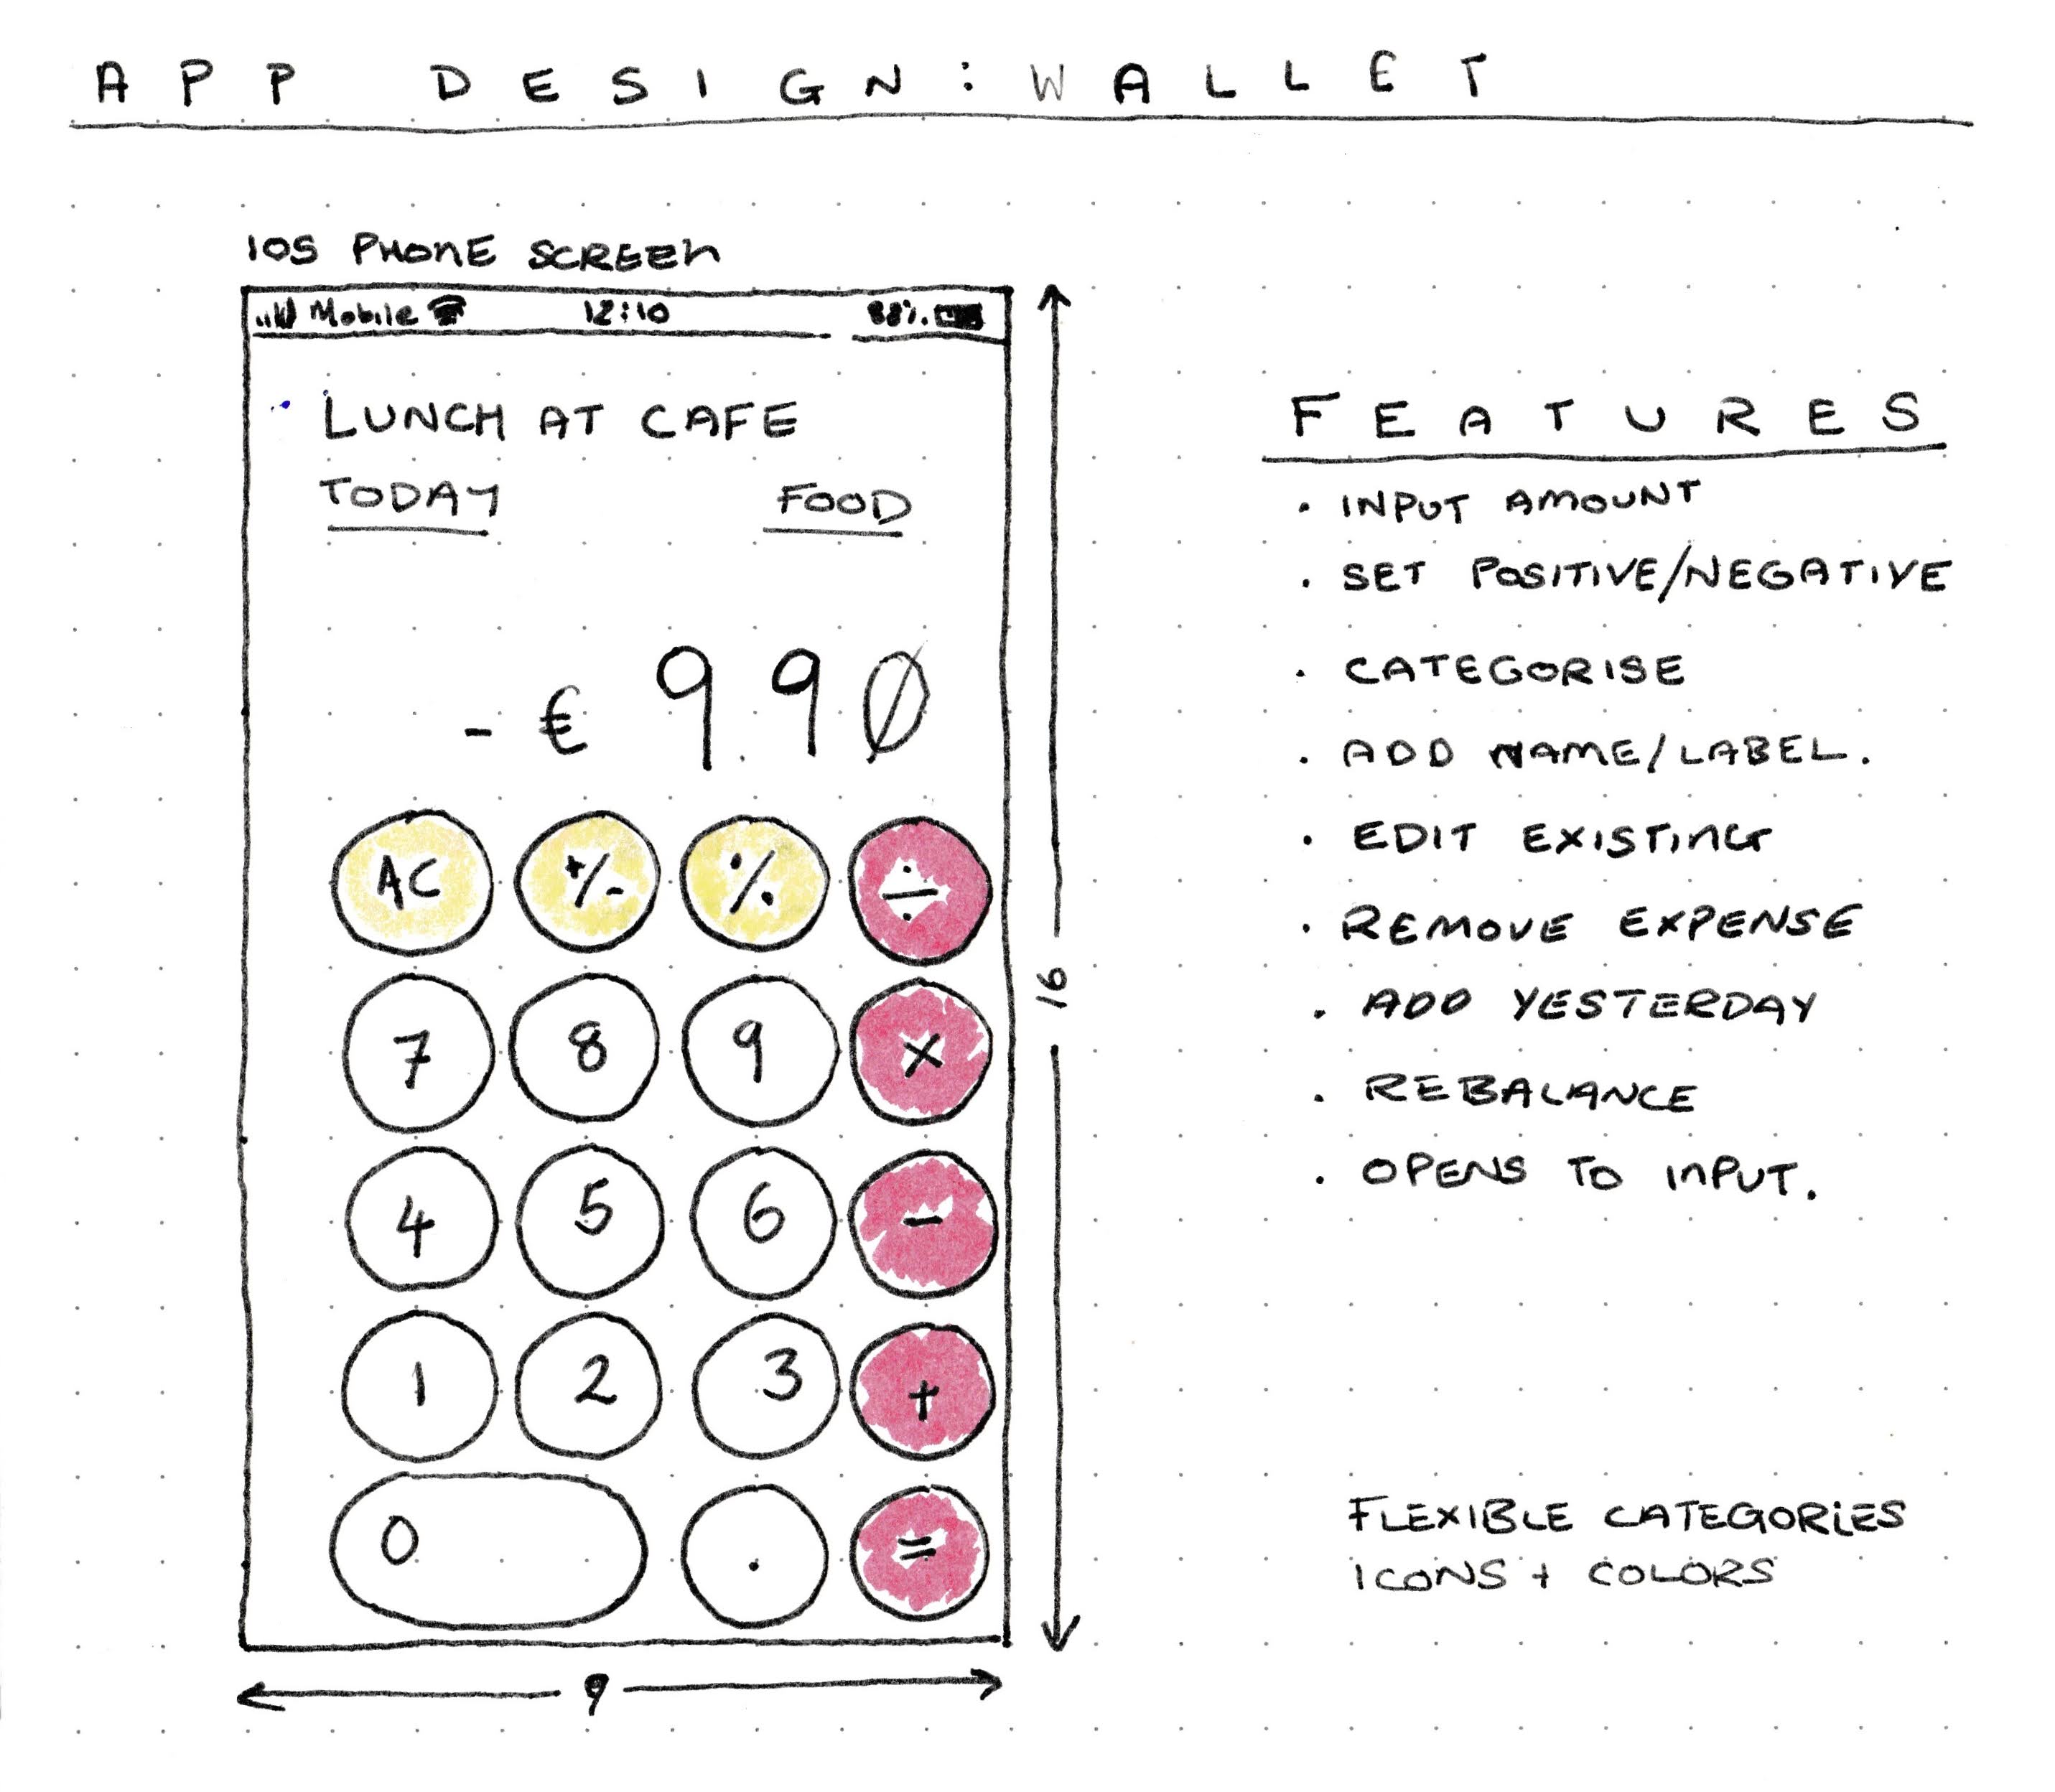 APP DESIGN: WALLET
IOS PHONE SCREEN
Mobile 12:10 88%
LUNCH AT CAFE
TODAY FOOD
- € 9.90
AC +/- % ÷
7 8 9 ×
4 5 6 -
1 2 3 +
0 . =
16
9
FEATURES
· INPUT AMOUNT
· SET POSITIVE/NEGATIVE
· CATEGORISE
· ADD NAME/LABEL.
· EDIT EXISTING
· REMOVE EXPENSE
· ADD YESTERDAY
· REBALANCE
· OPENS TO INPUT.
FLEXIBLE CATEGORIES
ICONS + COLORS